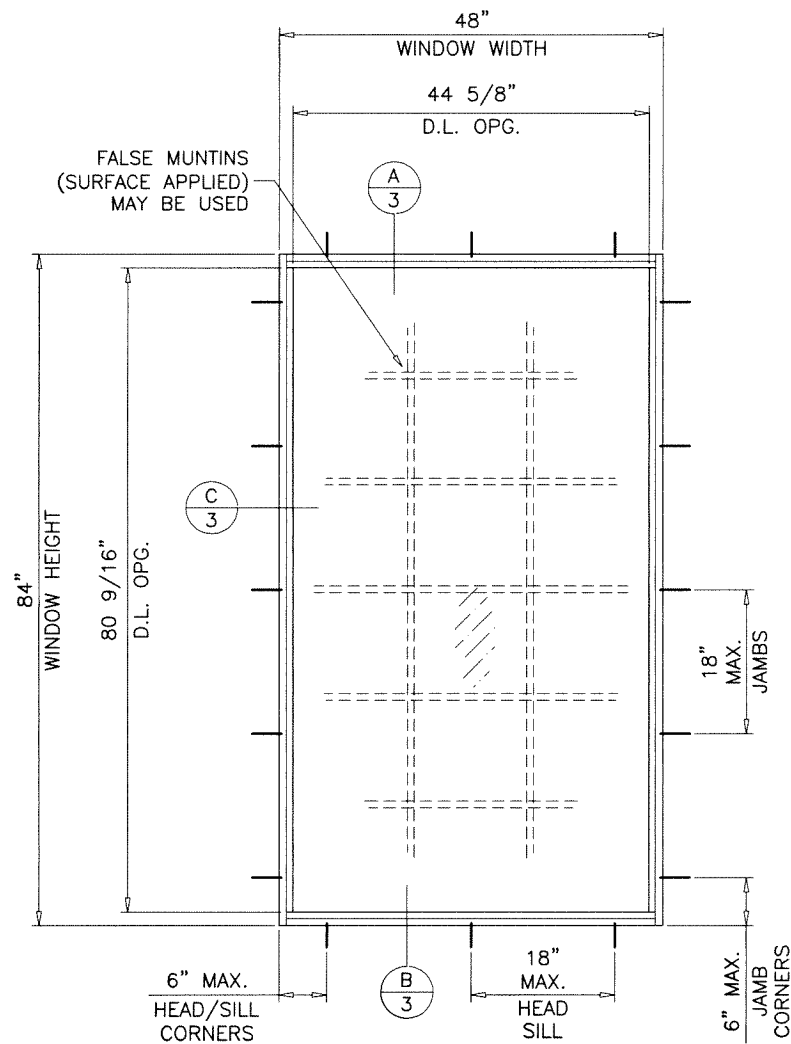 48"
WINDOW WIDTH
44 5/8"
D.L. OPG.
FALSE MUNTINS
(SURFACE APPLIED)
MAY BE USED
A
3
C
3
84"
WINDOW HEIGHT
80 9/16"
D.L. OPG.
18"
MAX.
JAMBS
6" MAX.
HEAD/SILL
CORNERS
B
3
18"
MAX.
HEAD
SILL
6" MAX.
JAMB
CORNERS